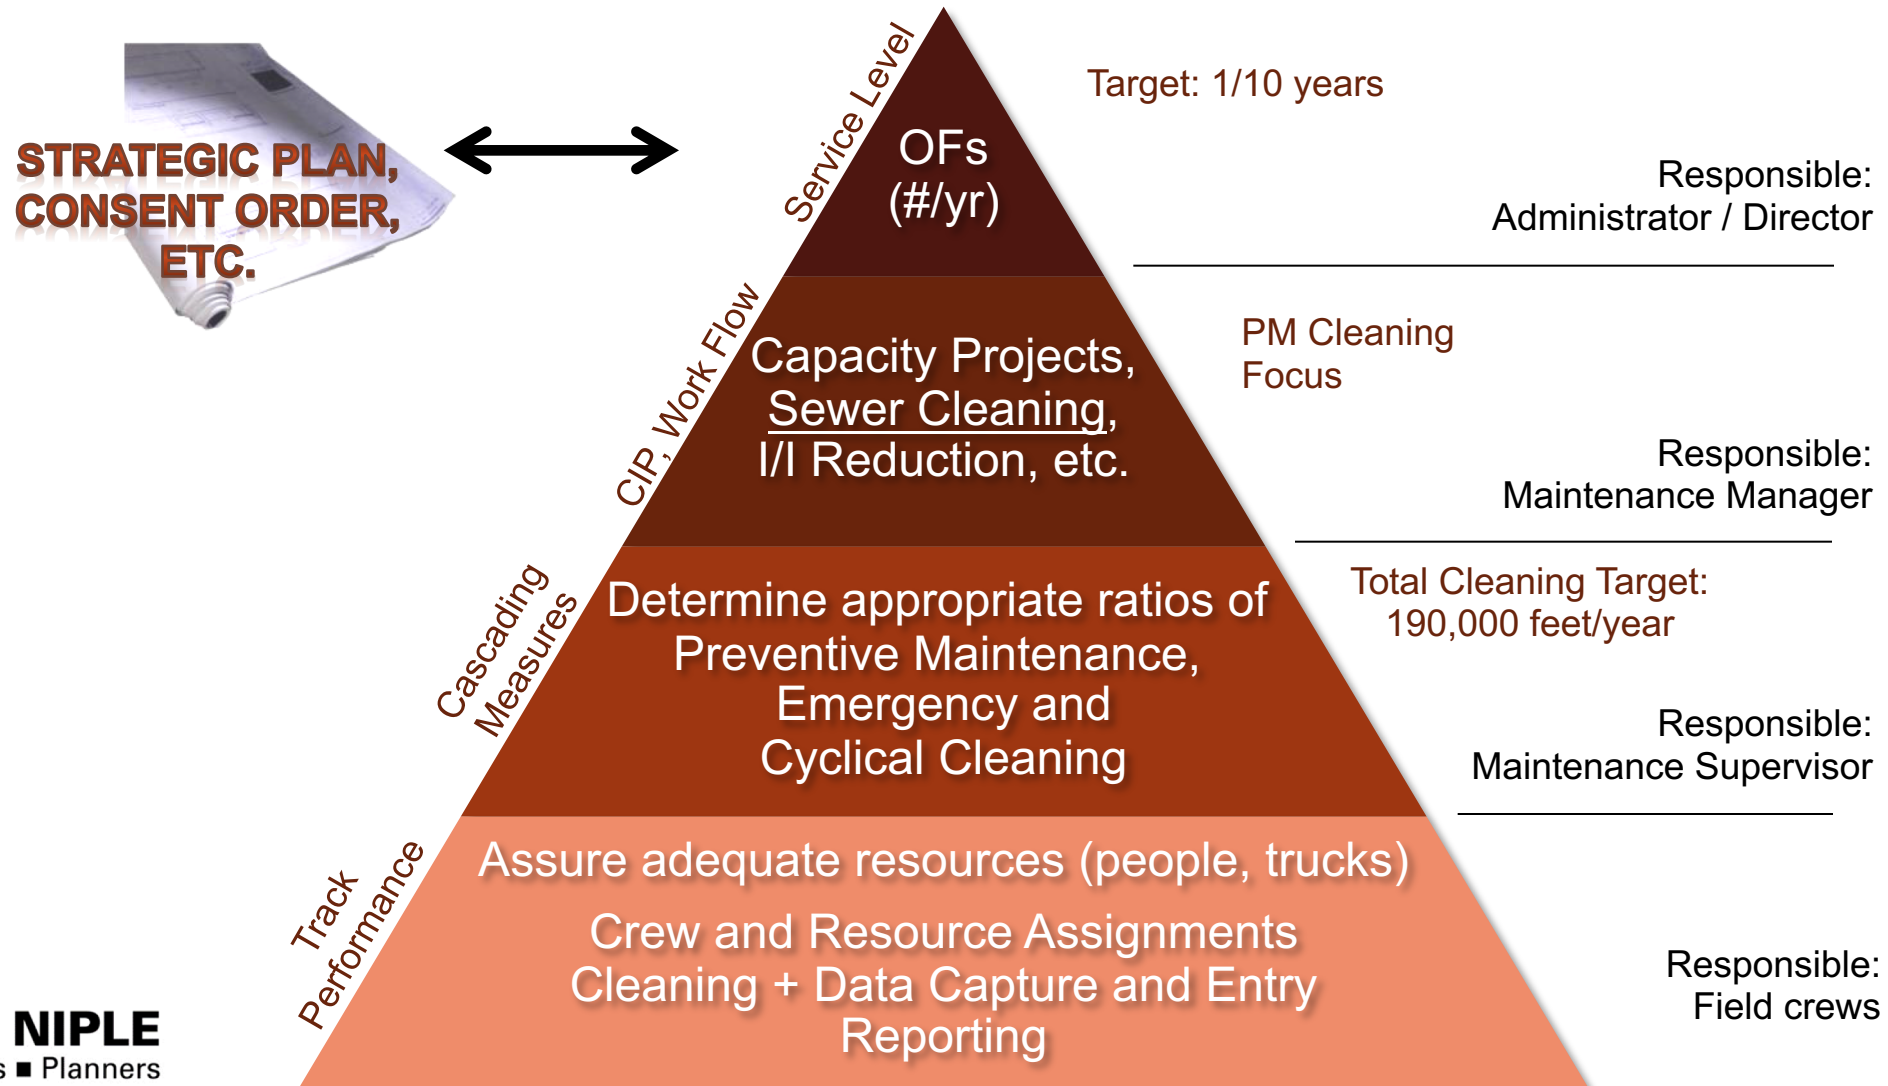 STRATEGIC PLAN,
CONSENT ORDER,
ETC.
Service Level
OFs
(#/yr)
Target: 1/10 years
Responsible:
Administrator / Director
CIP, Work Flow
Capacity Projects,
Sewer Cleaning,
I/I Reduction, etc.
PM Cleaning
Focus
Responsible:
Maintenance Manager
Cascading
Measures
Determine appropriate ratios of
Preventive Maintenance,
Emergency and
Cyclical Cleaning
Total Cleaning Target:
190,000 feet/year
Responsible:
Maintenance Supervisor
Track
Performance
Assure adequate resources (people, trucks)
Crew and Resource Assignments
Cleaning + Data Capture and Entry
Reporting
Responsible:
Field crews
NIPLE
s ■ Planners